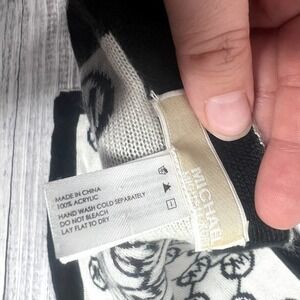 MADE IN CHINA
100% ACRYLIC
HAND WASH COLD SEPARATELY
DO NOT BLEACH
LAY FLAT TO DRY
MICHAEL